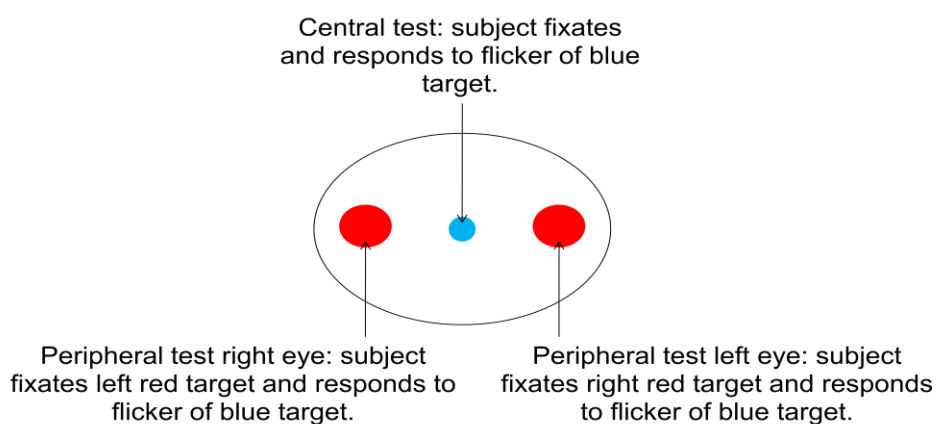 Central test: subject fixates
and responds to flicker of blue
target.
Peripheral test right eye: subject
fixates left red target and responds to
flicker of blue target.
Peripheral test left eye: subject
fixates right red target and responds
to flicker of blue target.